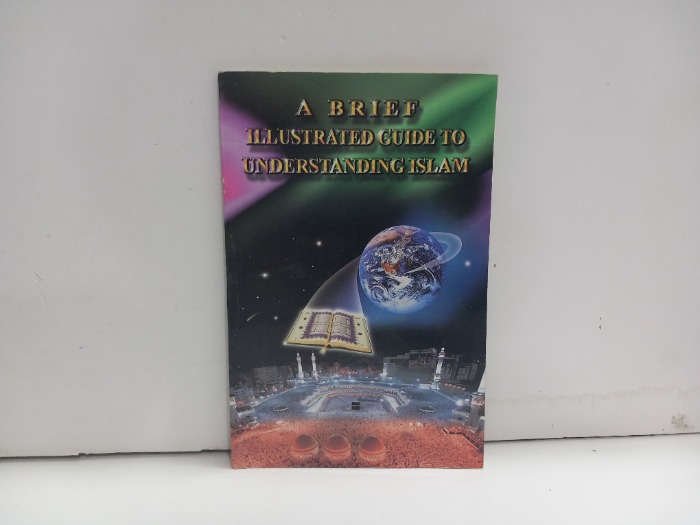 A BRIEF
ILLUSTRATED GUIDE TO
UNDERSTANDING ISLAM